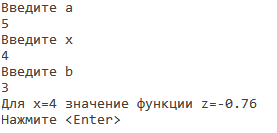 Введите a
5
Введите x
4
Введите b
3
Для x=4 значение функции z=-0.76
Нажмите <Enter>